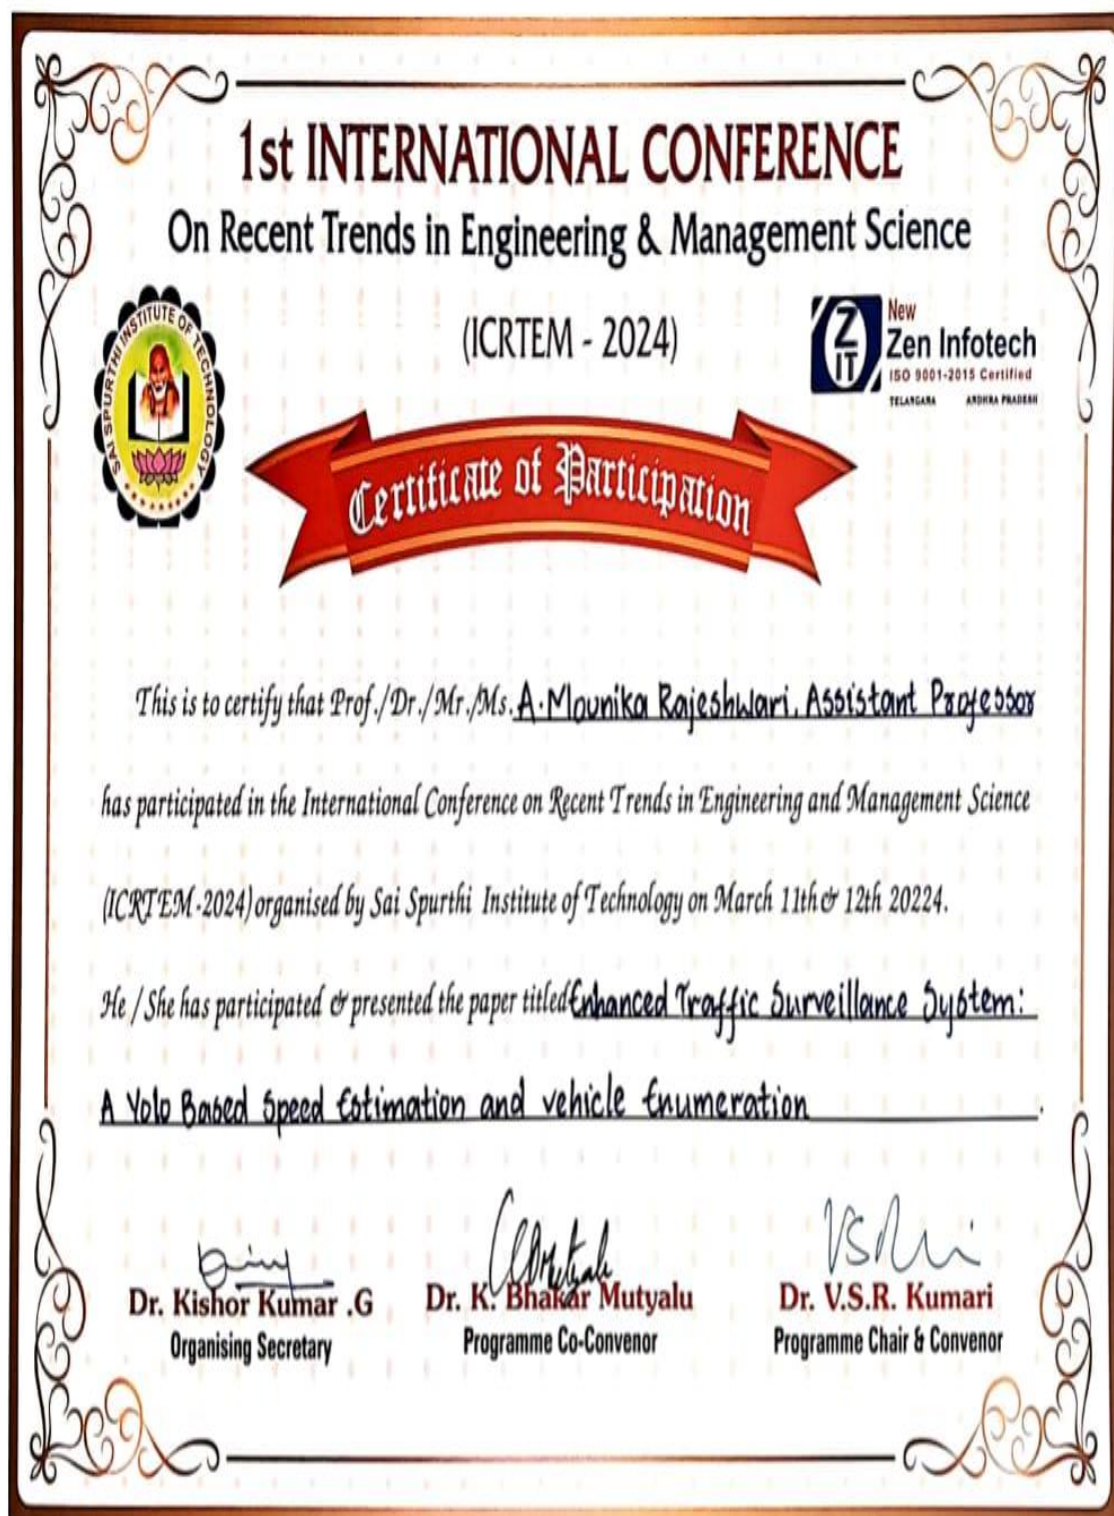 1st INTERNATIONAL CONFERENCE
On Recent Trends in Engineering & Management Science
(ICRTEM - 2024)
SAI SPURTHI INSTITUTE OF TECHNOLOGY
ZIT
New
Zen Infotech
ISO 9001-2015 Certified
TELANGANA ANDHRA PRADESH
Certificate of Participation
This is to certify that Prof./Dr./Mr./Ms. A. Mounika Rajeshwari, Assistant Professor
has participated in the International Conference on Recent Trends in Engineering and Management Science
(ICRTEM-2024) organised by Sai Spurthi Institute of Technology on March 11th & 12th 20224.
He / She has participated & presented the paper titled Enhanced Traffic Surveillance System:
A Yolo Based Speed Estimation and vehicle Enumeration.
Dr. Kishor Kumar .G
Organising Secretary
Dr. K. Bhakar Mutyalu
Programme Co-Convenor
Dr. V.S.R. Kumari
Programme Chair & Convenor